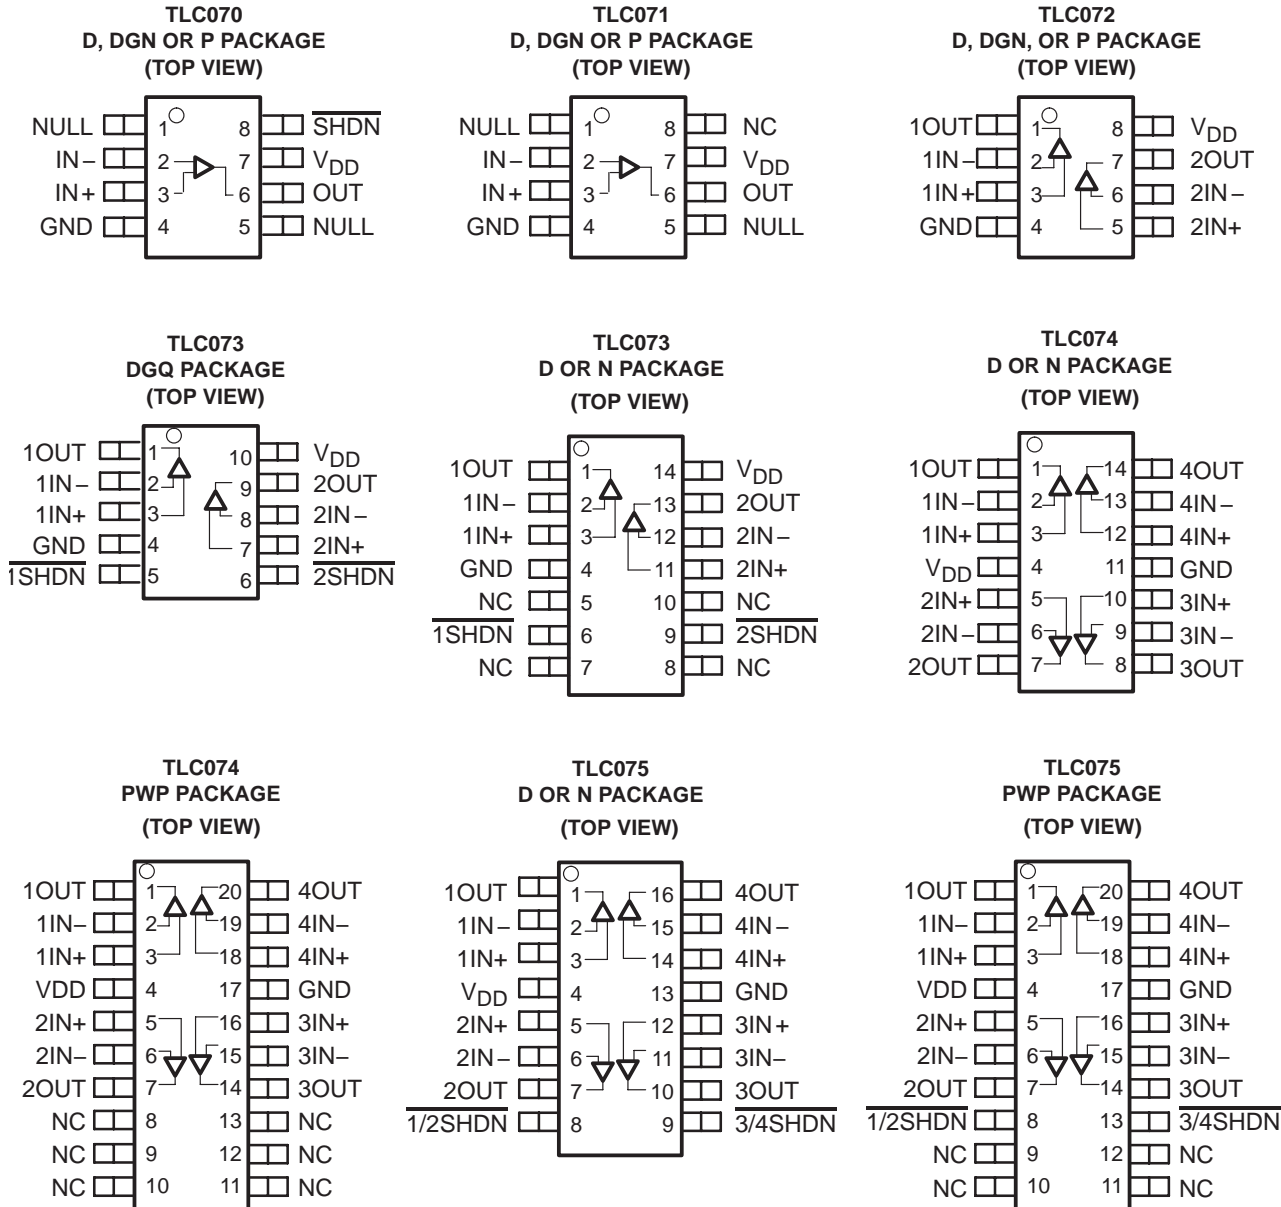 TLC070
D, DGN OR P PACKAGE
(TOP VIEW)
NULL 1 8 SHDN
IN− 2 7 VDD
IN+ 3 6 OUT
GND 4 5 NULL
TLC071
D, DGN OR P PACKAGE
(TOP VIEW)
NULL 1 8 NC
IN− 2 7 VDD
IN+ 3 6 OUT
GND 4 5 NULL
TLC072
D, DGN, OR P PACKAGE
(TOP VIEW)
1OUT 1 8 VDD
1IN− 2 7 2OUT
1IN+ 3 6 2IN−
GND 4 5 2IN+
TLC073
DGQ PACKAGE
(TOP VIEW)
1OUT 1 10 VDD
1IN− 2 9 2OUT
1IN+ 3 8 2IN−
GND 4 7 2IN+
1SHDN 5 6 2SHDN
TLC073
D OR N PACKAGE
(TOP VIEW)
1OUT 1 14 VDD
1IN− 2 13 2OUT
1IN+ 3 12 2IN−
GND 4 11 2IN+
NC 5 10 NC
1SHDN 6 9 2SHDN
NC 7 8 NC
TLC074
D OR N PACKAGE
(TOP VIEW)
1OUT 1 14 4OUT
1IN− 2 13 4IN−
1IN+ 3 12 4IN+
VDD 4 11 GND
2IN+ 5 10 3IN+
2IN− 6 9 3IN−
2OUT 7 8 3OUT
TLC074
PWP PACKAGE
(TOP VIEW)
1OUT 1 20 4OUT
1IN− 2 19 4IN−
1IN+ 3 18 4IN+
VDD 4 17 GND
2IN+ 5 16 3IN+
2IN− 6 15 3IN−
2OUT 7 14 3OUT
NC 8 13 NC
NC 9 12 NC
NC 10 11 NC
TLC075
D OR N PACKAGE
(TOP VIEW)
1OUT 1 16 4OUT
1IN− 2 15 4IN−
1IN+ 3 14 4IN+
VDD 4 13 GND
2IN+ 5 12 3IN+
2IN− 6 11 3IN−
2OUT 7 10 3OUT
1/2SHDN 8 9 3/4SHDN
TLC075
PWP PACKAGE
(TOP VIEW)
1OUT 1 20 4OUT
1IN− 2 19 4IN−
1IN+ 3 18 4IN+
VDD 4 17 GND
2IN+ 5 16 3IN+
2IN− 6 15 3IN−
2OUT 7 14 3OUT
1/2SHDN 8 13 3/4SHDN
NC 9 12 NC
NC 10 11 NC